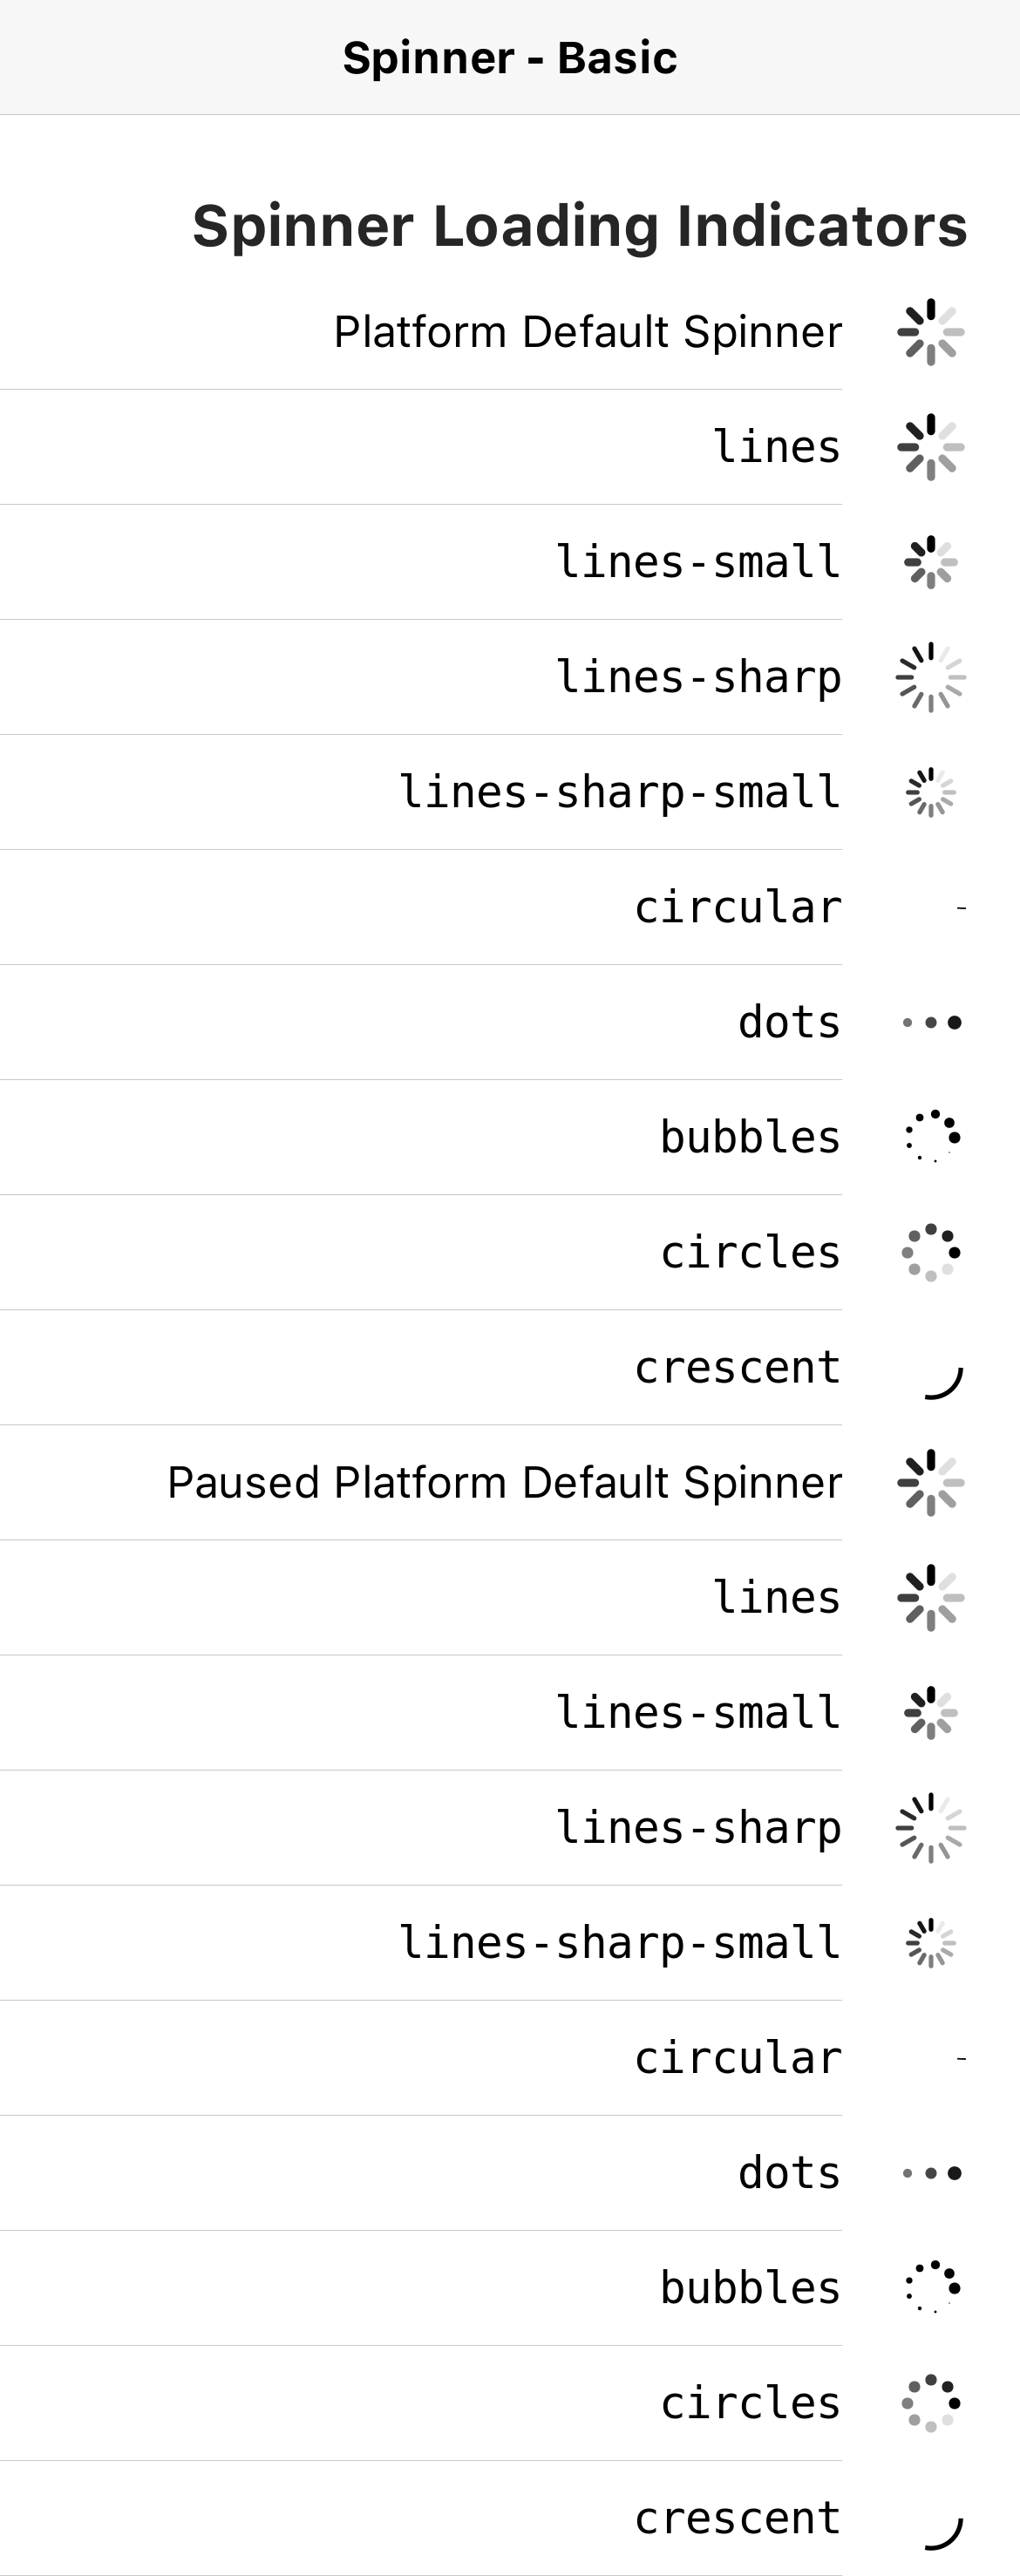 Spinner - Basic
Spinner Loading Indicators
Platform Default Spinner
lines
lines-small
lines-sharp
lines-sharp-small
circular
dots
bubbles
circles
crescent
Paused Platform Default Spinner
lines
lines-small
lines-sharp
lines-sharp-small
circular
dots
bubbles
circles
crescent